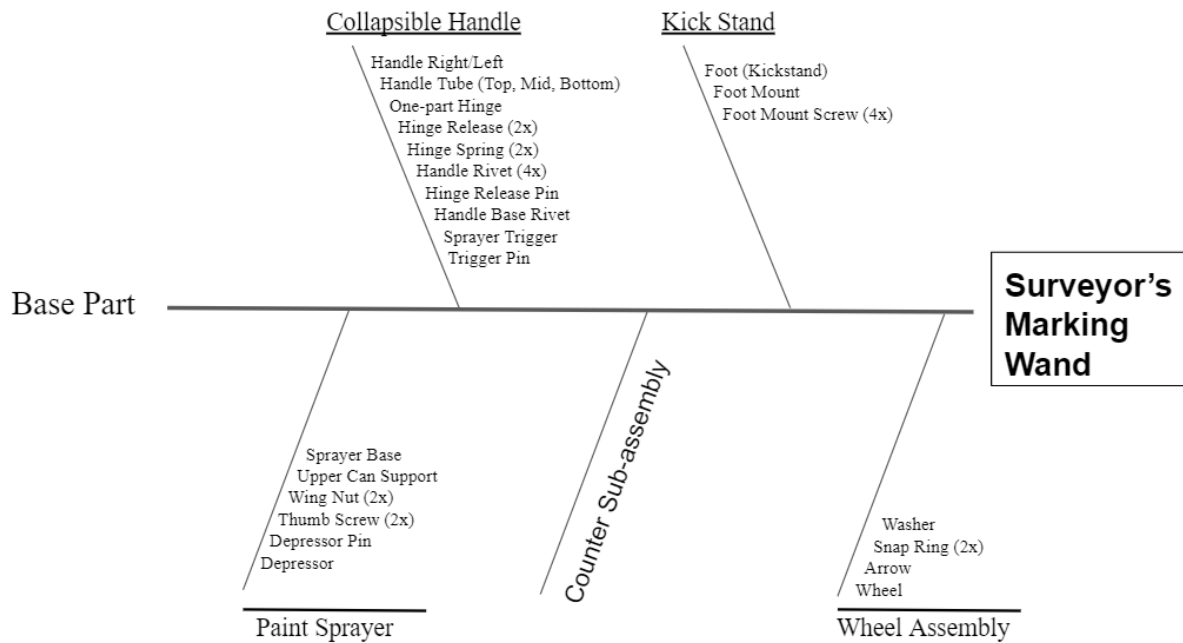 Collapsible Handle
Handle Right/Left
Handle Tube (Top, Mid, Bottom)
One-part Hinge
Hinge Release (2x)
Hinge Spring (2x)
Handle Rivet (4x)
Hinge Release Pin
Handle Base Rivet
Sprayer Trigger
Trigger Pin
Kick Stand
Foot (Kickstand)
Foot Mount
Foot Mount Screw (4x)
Base Part
Surveyor’s
Marking
Wand
Sprayer Base
Upper Can Support
Wing Nut (2x)
Thumb Screw (2x)
Depressor Pin
Depressor
Paint Sprayer
Counter Sub-assembly
Washer
Snap Ring (2x)
Arrow
Wheel
Wheel Assembly